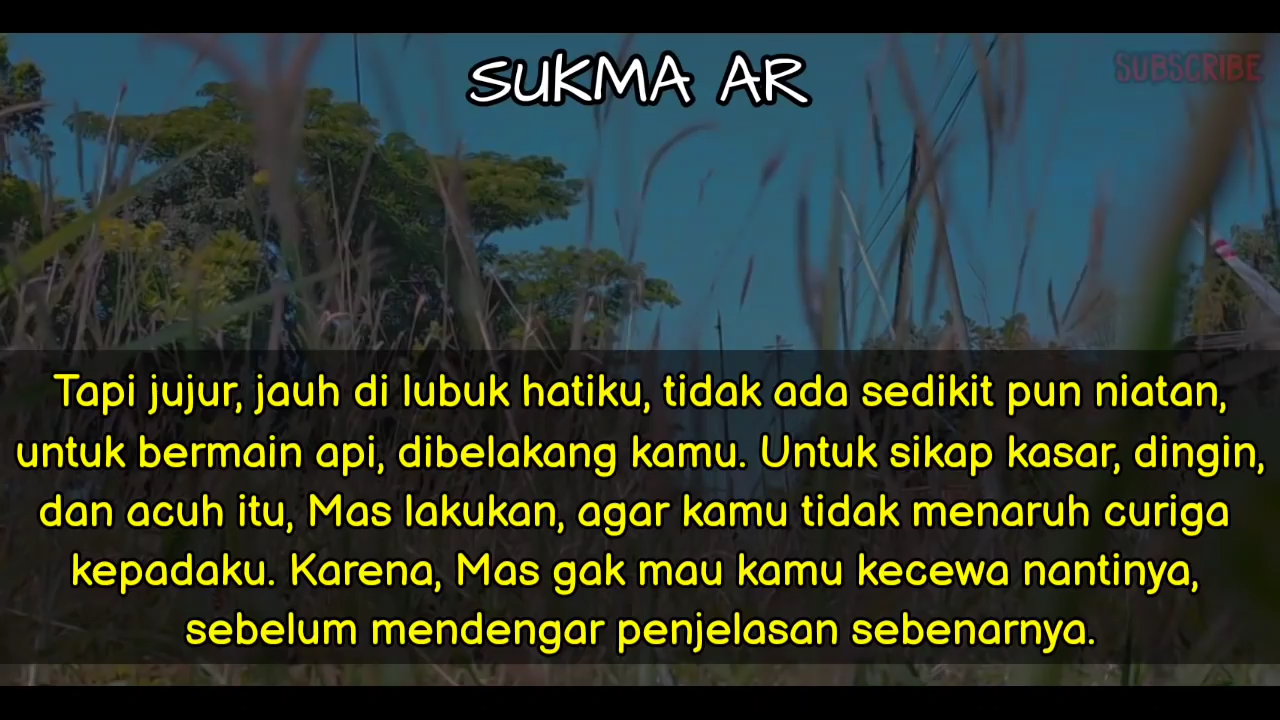 SUKMA AR
SUBSCRIBE
Tapi jujur, jauh di lubuk hatiku, tidak ada sedikit pun niatan,
untuk bermain api, dibelakang kamu. Untuk sikap kasar, dingin,
dan acuh itu, Mas lakukan, agar kamu tidak menaruh curiga
kepadaku. Karena, Mas gak mau kamu kecewa nantinya,
sebelum mendengar penjelasan sebenarnya.